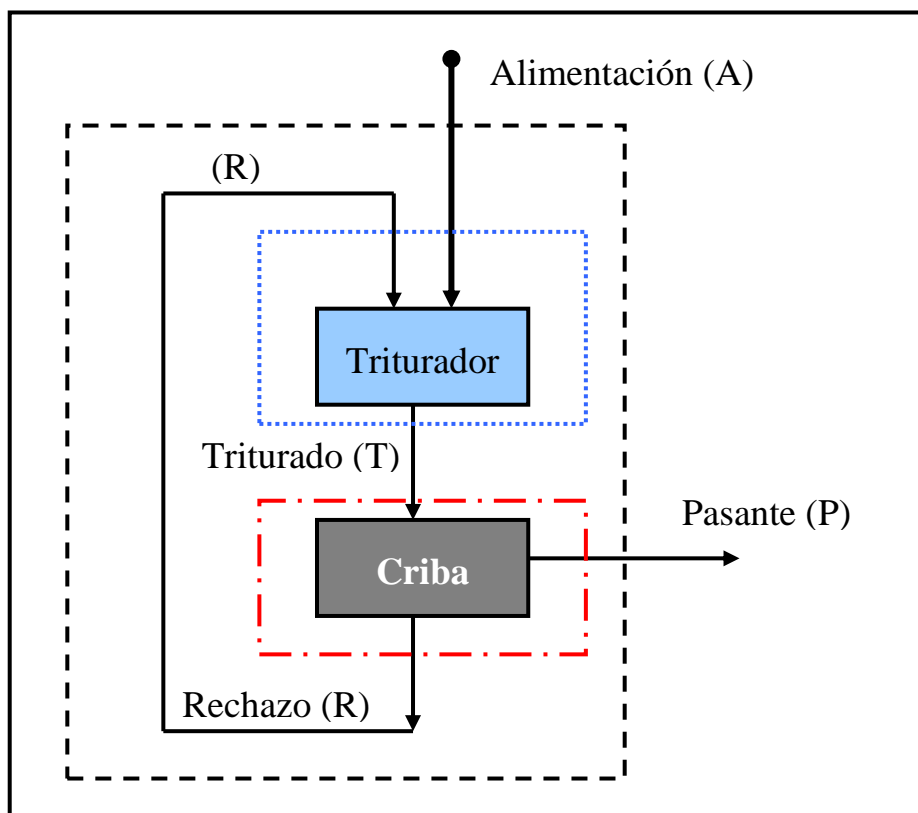 Alimentación (A)
(R)
Triturador
Triturado (T)
Pasante (P)
Criba
Rechazo (R)